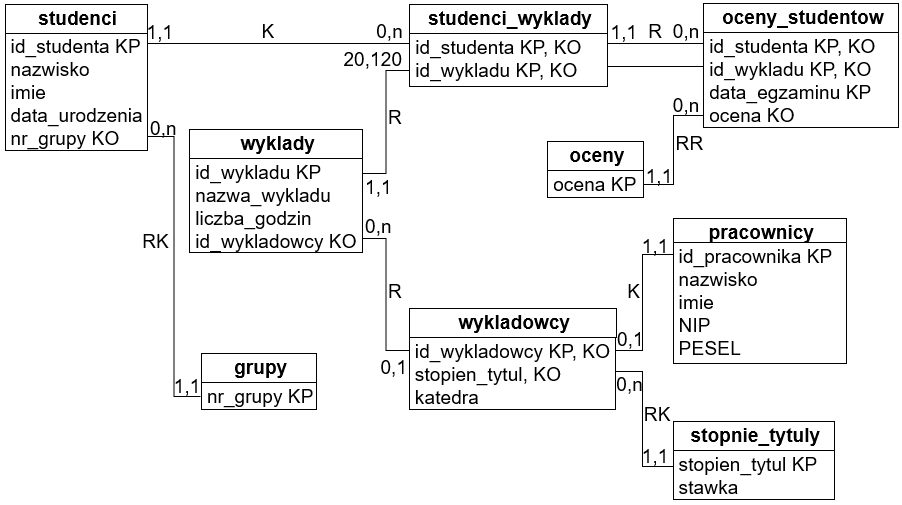 studenci
id_studenta KP
nazwisko
imie
data_urodzenia
nr_grupy KO
1,1
K
0,n
studenci_wyklady
id_studenta KP, KO
id_wykladu KP, KO
1,1
R
0,n
oceny_studentow
id_studenta KP, KO
id_wykladu KP, KO
data_egzaminu KP
ocena KO
20,120
R
1,1
0,n
RK
1,1
wyklady
id_wykladu KP
nazwa_wykladu
liczba_godzin
id_wykladowcy KO
0,n
R
0,1
oceny
ocena KP
1,1
RR
0,n
pracownicy
id_pracownika KP
nazwisko
imie
NIP
PESEL
1,1
K
0,1
wykladowcy
id_wykladowcy KP, KO
stopien_tytul, KO
katedra
0,n
RK
1,1
grupy
nr_grupy KP
stopnie_tytuly
stopien_tytul KP
stawka